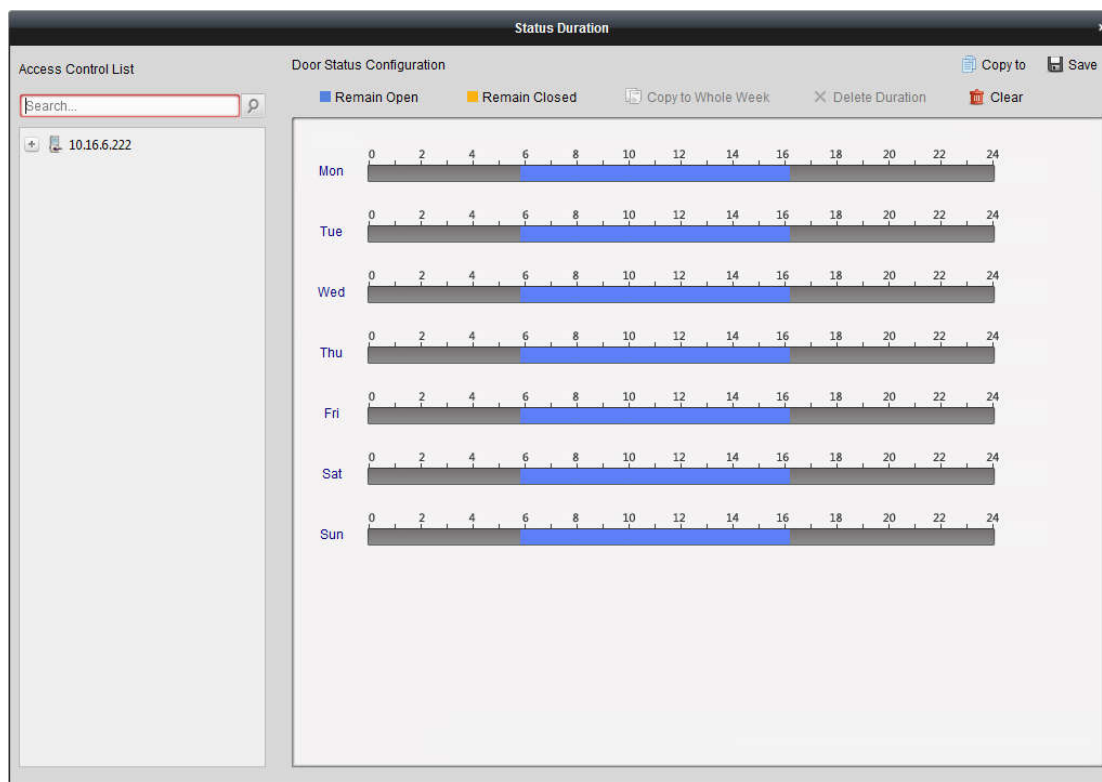 Status Duration
Access Control List
Door Status Configuration
Copy to
Save
Search...
Remain Open
Remain Closed
Copy to Whole Week
Delete Duration
Clear
10.16.6.222
0 2 4 6 8 10 12 14 16 18 20 22 24
Mon
0 2 4 6 8 10 12 14 16 18 20 22 24
Tue
0 2 4 6 8 10 12 14 16 18 20 22 24
Wed
0 2 4 6 8 10 12 14 16 18 20 22 24
Thu
0 2 4 6 8 10 12 14 16 18 20 22 24
Fri
0 2 4 6 8 10 12 14 16 18 20 22 24
Sat
0 2 4 6 8 10 12 14 16 18 20 22 24
Sun